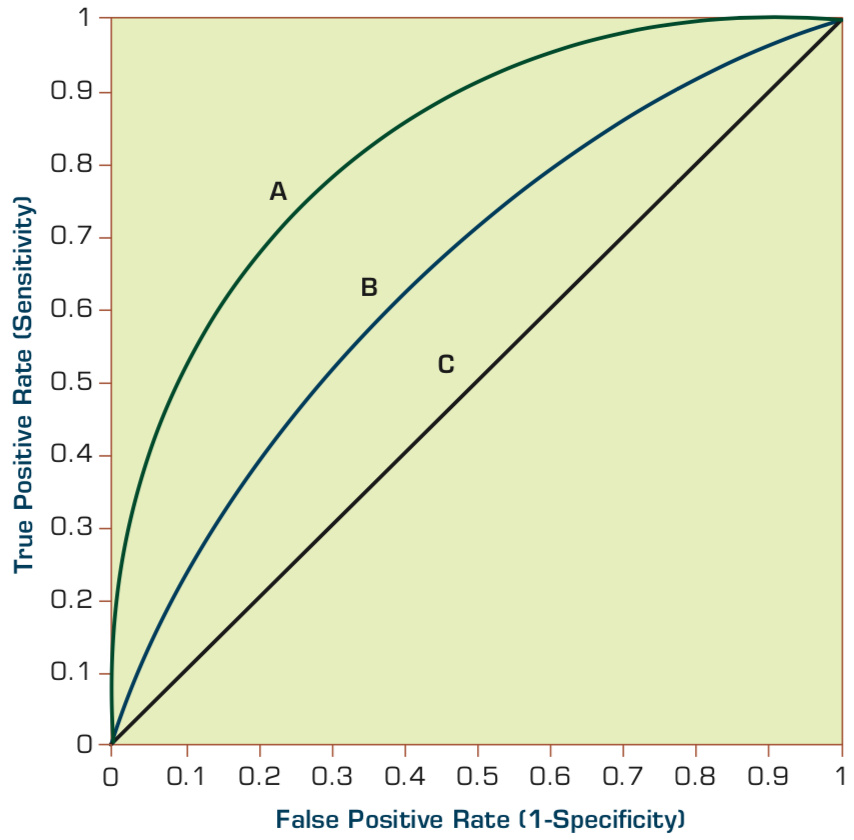 1
0.9
0.8
0.7
0.6
0.5
0.4
0.3
0.2
0.1
0
True Positive Rate (Sensitivity)
A
B
C
0 0.1 0.2 0.3 0.4 0.5 0.6 0.7 0.8 0.9 1
False Positive Rate (1-Specificity)